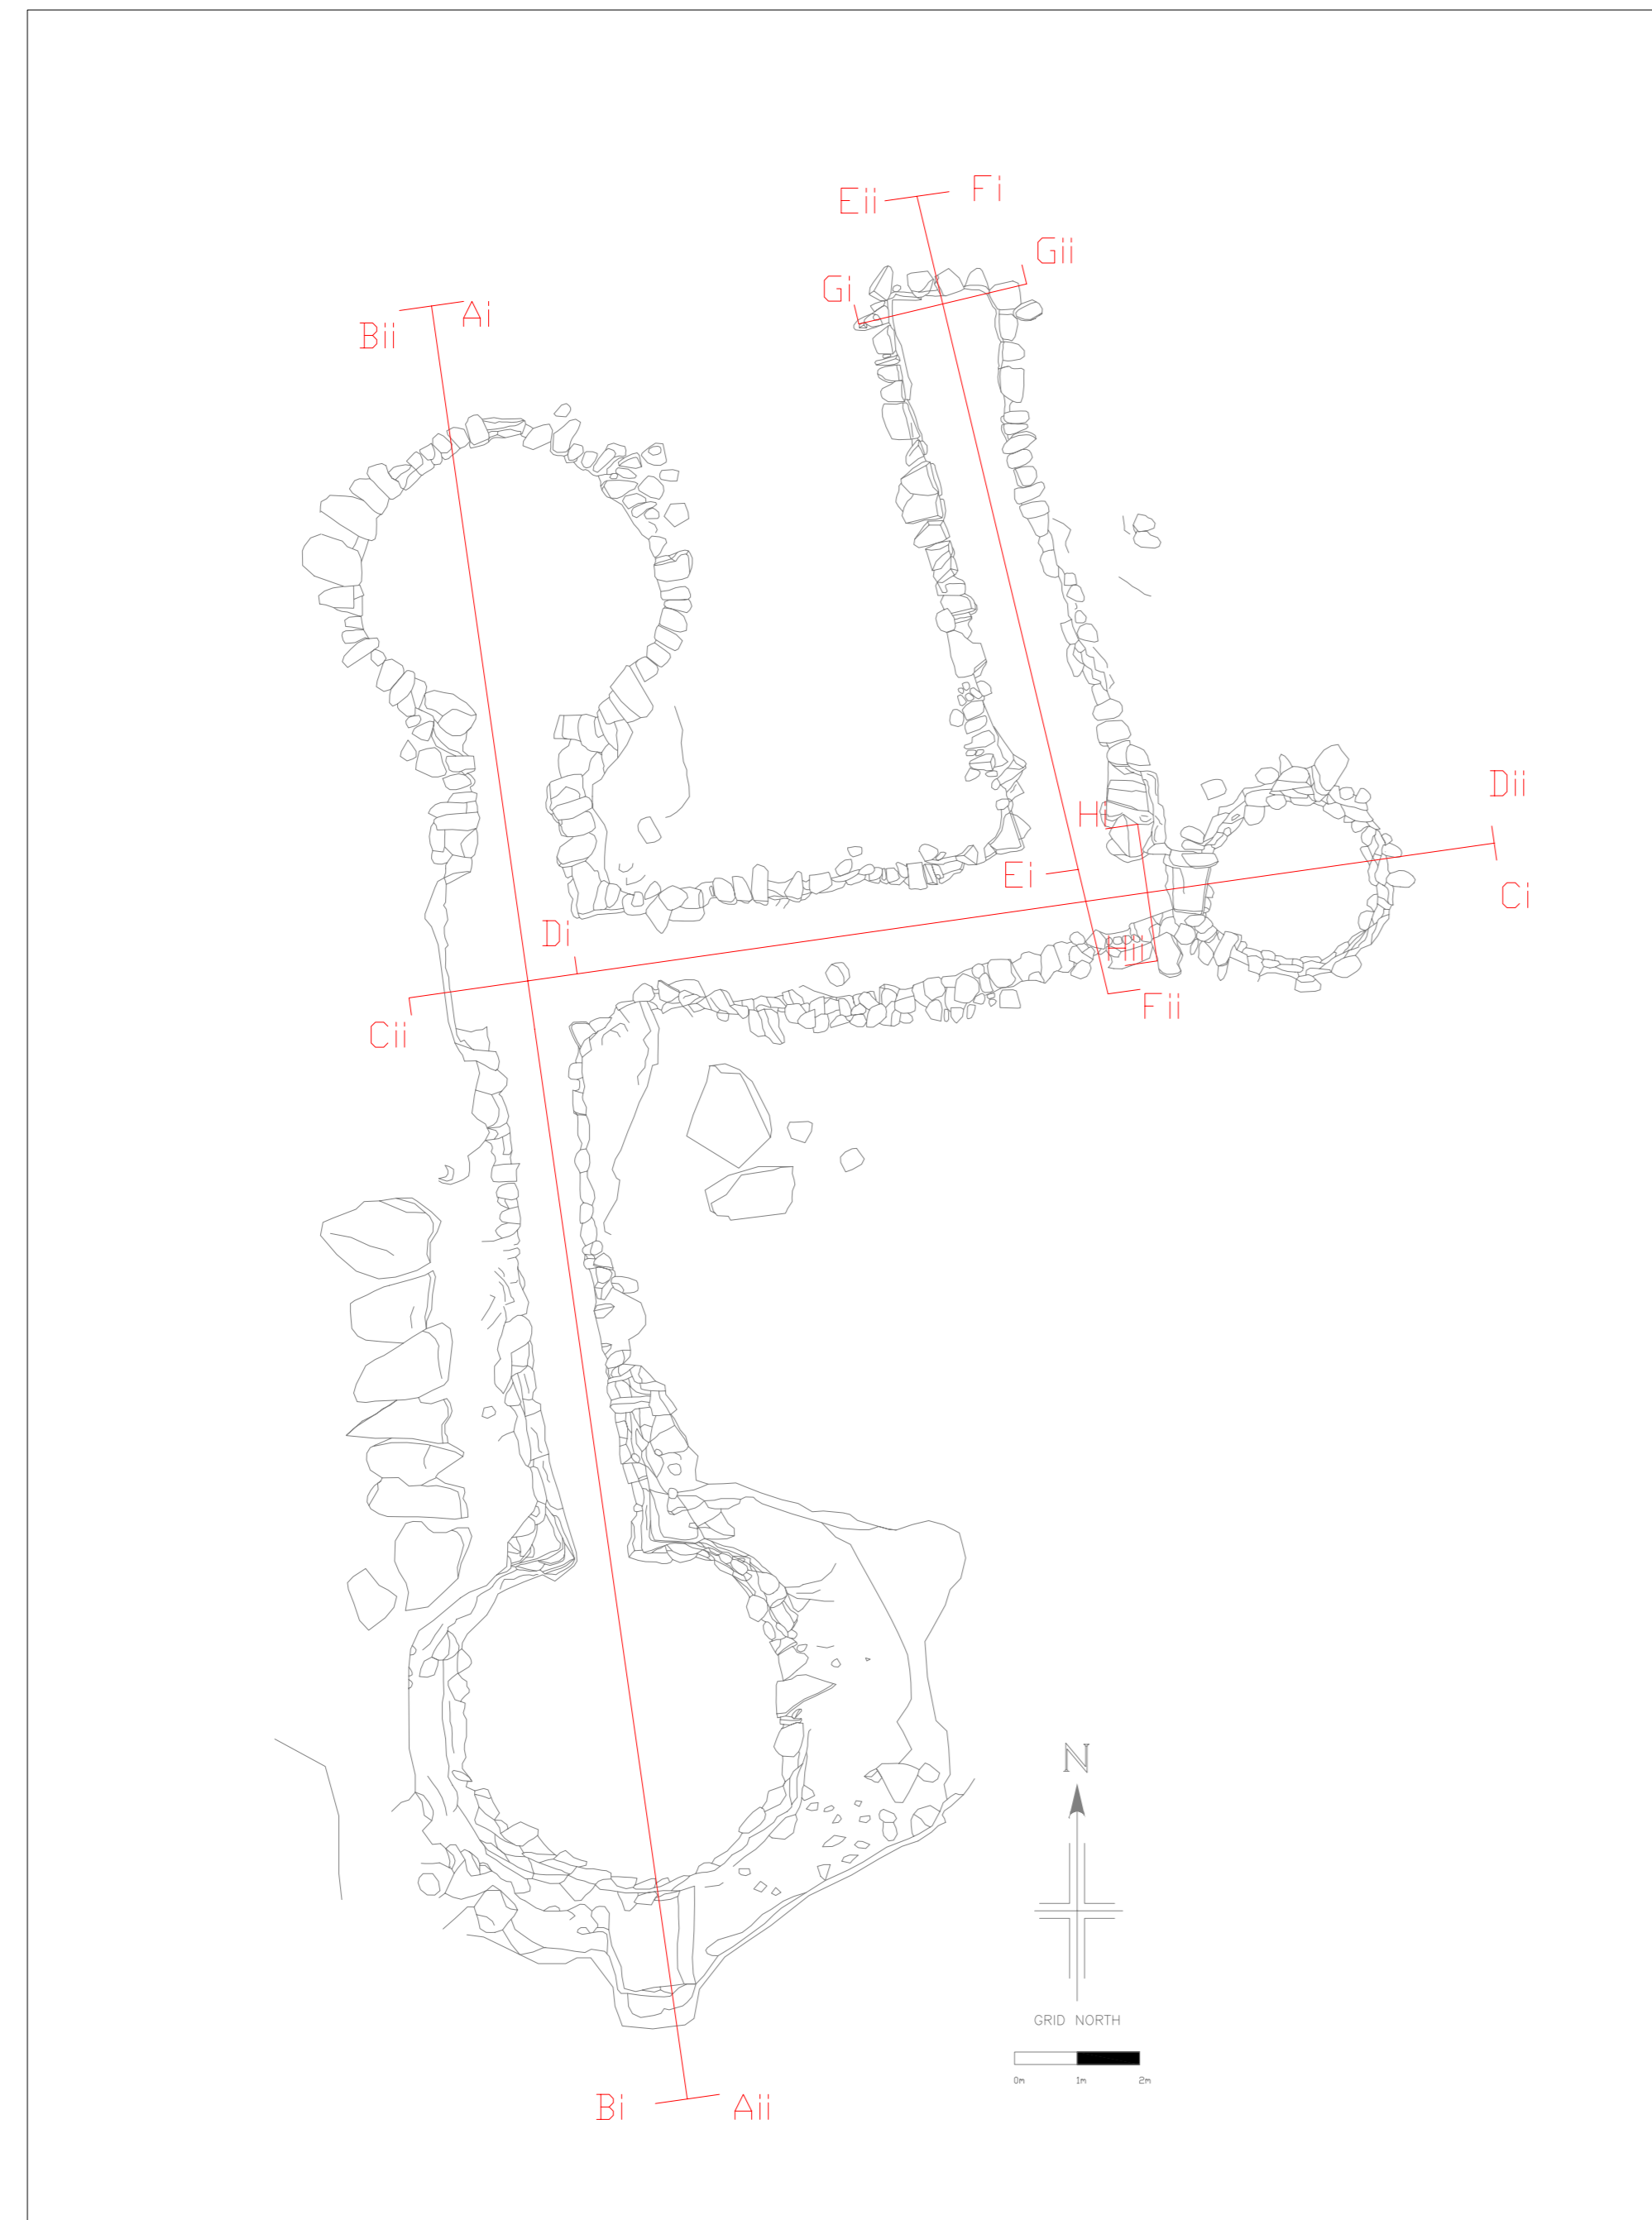 Eii Fi
Gii
Gi
Ai
Bii
Dii
Hi
Ei
Ci
Di
Hii
Fii
Cii
N
GRID NORTH
0m 1m 2m
Bi Aii